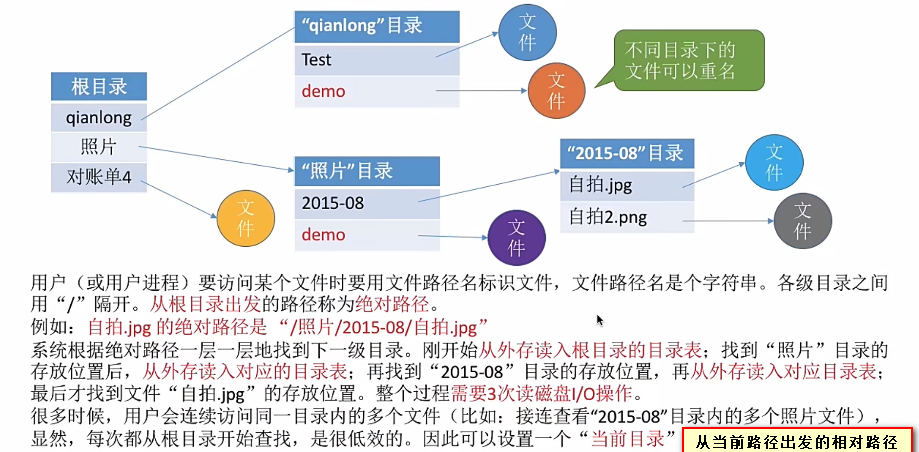 “qianlong”目录
Test
demo
文件
文件
不同目录下的
文件可以重名
根目录
qianlong
照片
对账单4
文件
“照片”目录
2015-08
demo
文件
“2015-08”目录
自拍.jpg
自拍2.png
文件
文件
用户（或用户进程）要访问某个文件时要用文件路径名标识文件，文件路径名是个字符串。各级目录之间
用“/”隔开。从根目录出发的路径称为绝对路径。
例如：自拍.jpg 的绝对路径是 “/照片/2015-08/自拍.jpg”
系统根据绝对路径一层一层地找到下一级目录。刚开始从外存读入根目录的目录表；找到“照片”目录的
存放位置后，从外存读入对应的目录表；再找到“2015-08”目录的存放位置，再从外存读入对应目录表；
最后才找到文件“自拍.jpg”的存放位置。整个过程需要3次读磁盘I/O操作。
很多时候，用户会连续访问同一目录内的多个文件（比如：接连查看“2015-08”目录内的多个照片文件），
显然，每次都从根目录开始查找，是很低效的。因此可以设置一个“当前目录”
从当前路径出发的相对路径